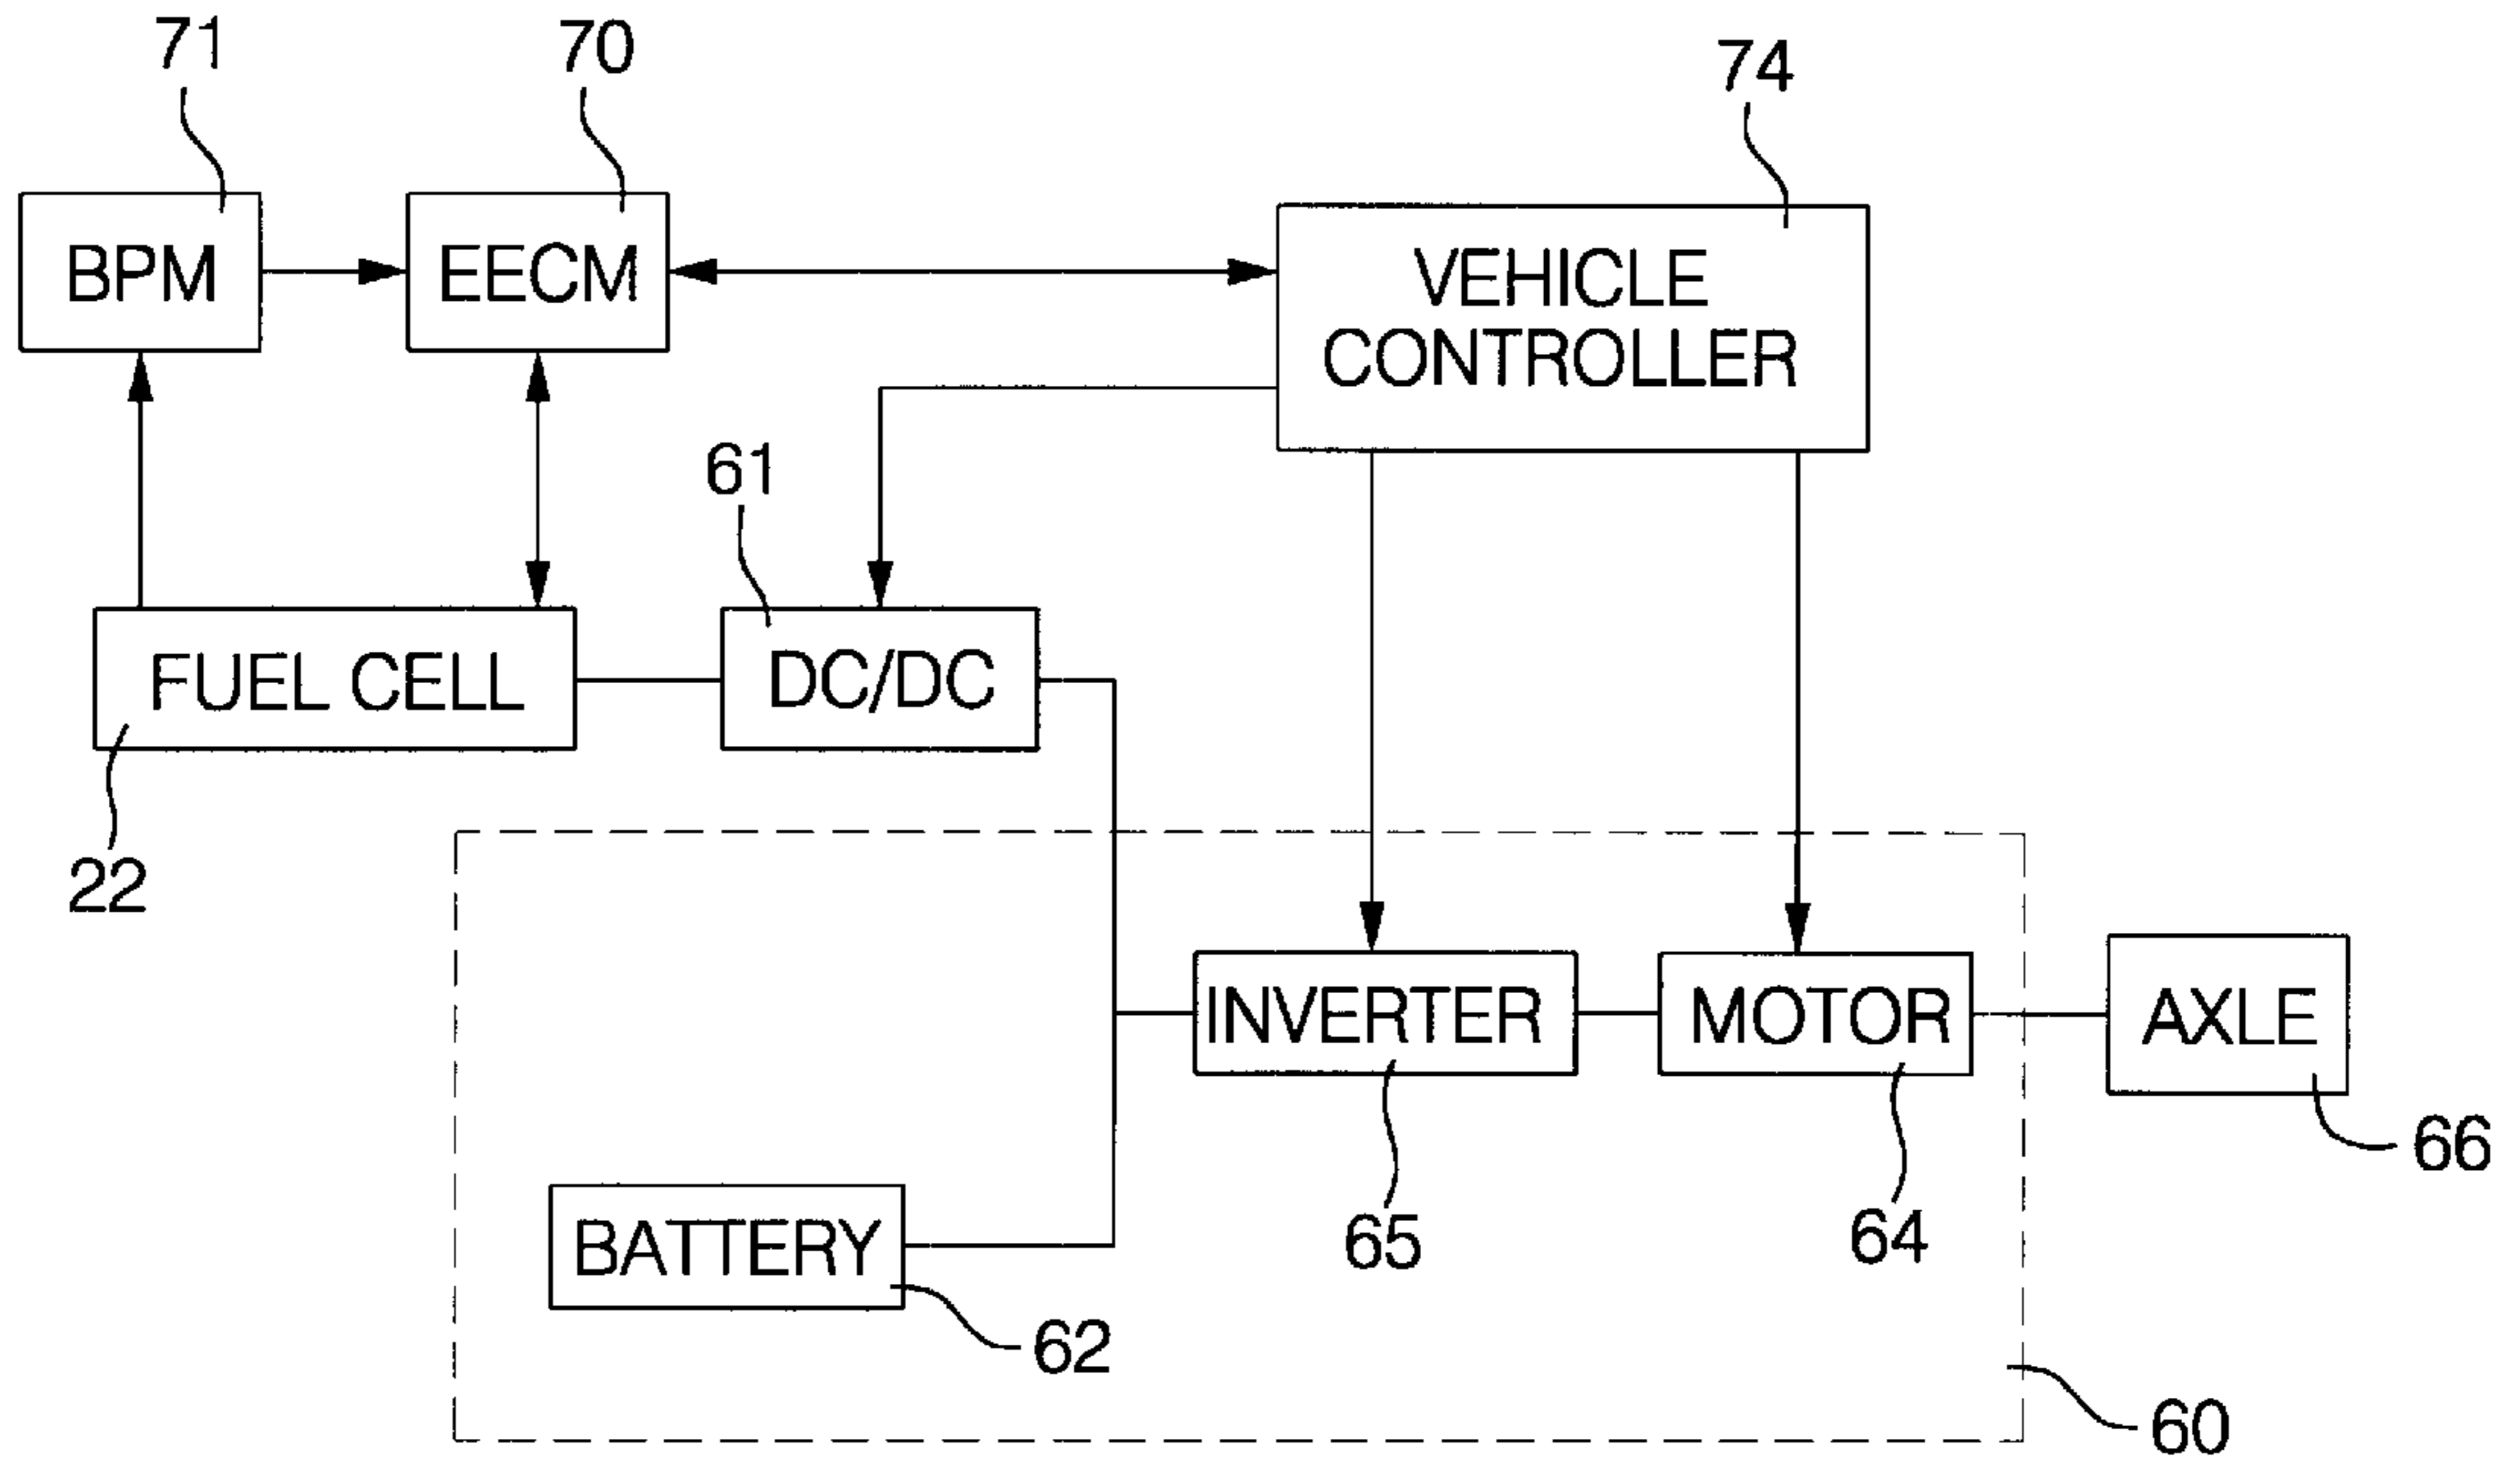 71
70
74
BPM
EECM
VEHICLE
CONTROLLER
61
FUEL CELL
DC/DC
22
INVERTER
MOTOR
AXLE
66
65
64
BATTERY
62
60